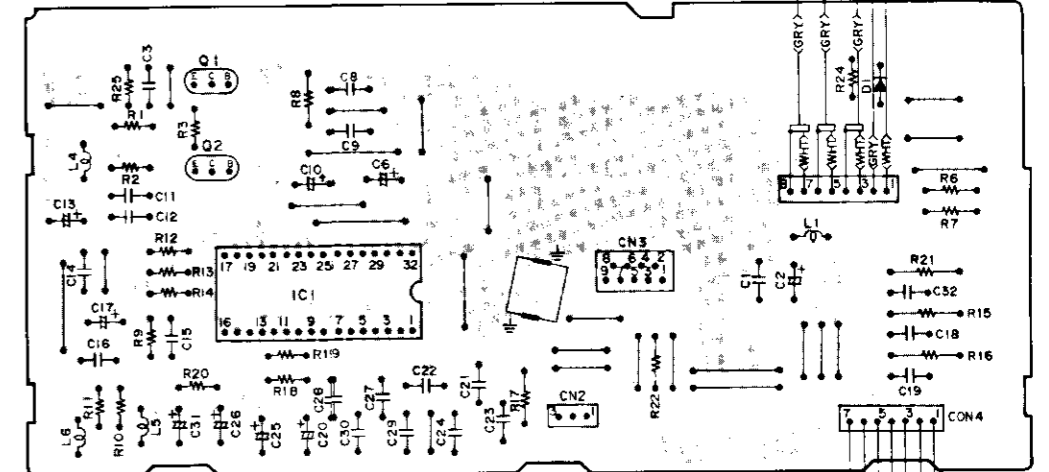 GRY GRY GRY
C3 Q1
R25 E C B
R1
R3
Q2
E C B
L4
R2
C11
C12
C13
R8 C8
C9
C10 C6
R24 D1
WHT WHT WHT GRY WHT
8 7 5 3 1
R6
R7
L1
R12
R13
R14
C14
C17
C16
R9 C15
17 19 21 23 25 27 29 32
IC1
16 13 11 9 7 5 3 1
CN3
8 6 4 2
9 5 3 1
C1 C2
R21
C32
R15
C18
R16
C19
R119
R20 R18
C28 C27 C22 C21
R17
C23
CN2
3 1
R22
R11 R10
L6 L5
C31 C26 C25 C20 C30 C29 C24
7 5 3 1
CON4